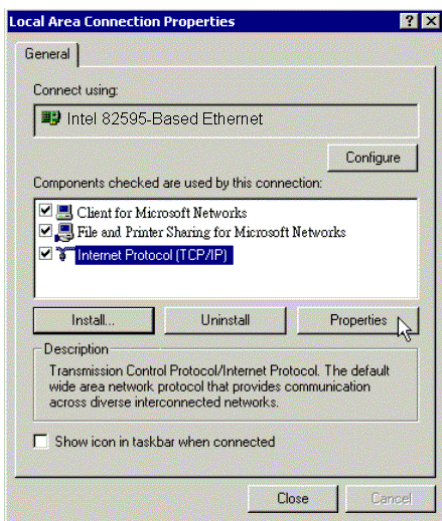 Local Area Connection Properties
General
Connect using:
Intel 82595-Based Ethernet
Configure
Components checked are used by this connection:
Client for Microsoft Networks
File and Printer Sharing for Microsoft Networks
Internet Protocol (TCP/IP)
Install... Uninstall Properties
Description
Transmission Control Protocol/Internet Protocol. The default
wide area network protocol that provides communication
across diverse interconnected networks.
Show icon in taskbar when connected
Close Cancel